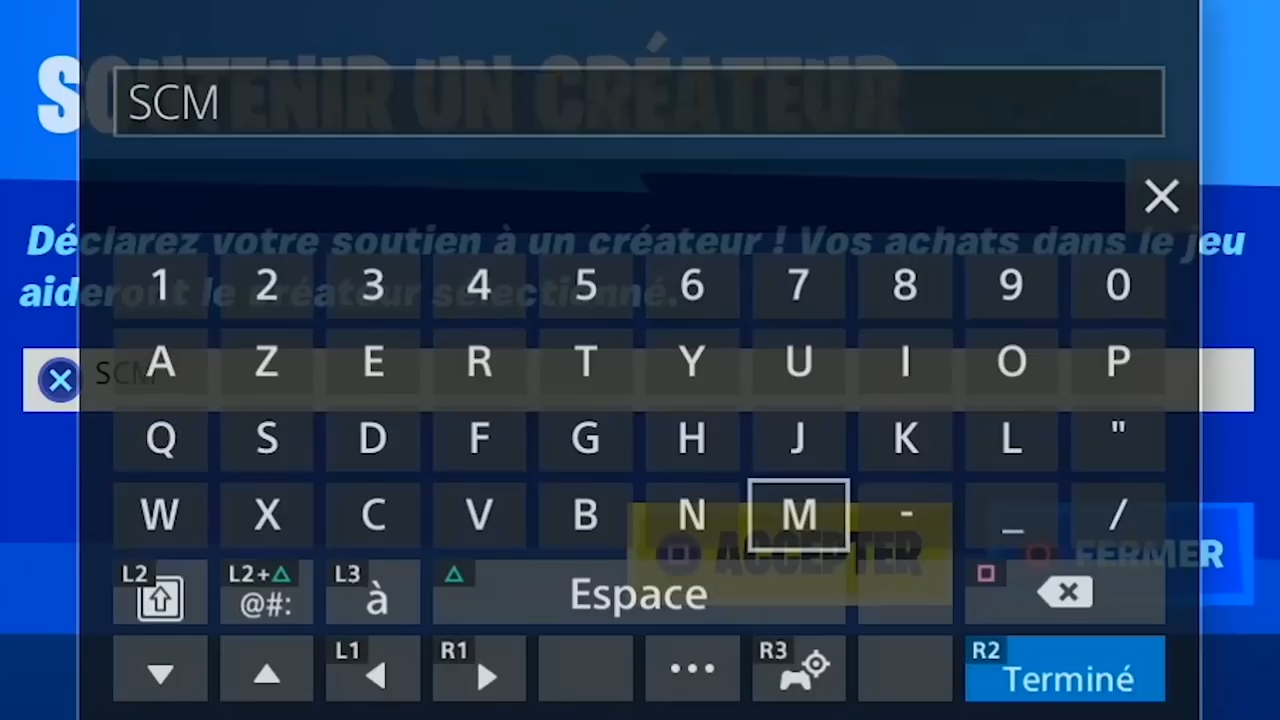 SOUTENIR UN CRÉATEUR
SCM
Déclarez votre soutien à un créateur ! Vos achats dans le jeu
aideront le créateur sélectionné.
SCM
1 2 3 4 5 6 7 8 9 0
A Z E R T Y U I O P
Q S D F G H J K L "
W X C V B N M - _ /
ACCEPTER FERMER
L2 L2+△ @#: L3 à Espace
L1 R1 ... R3 R2 Terminé